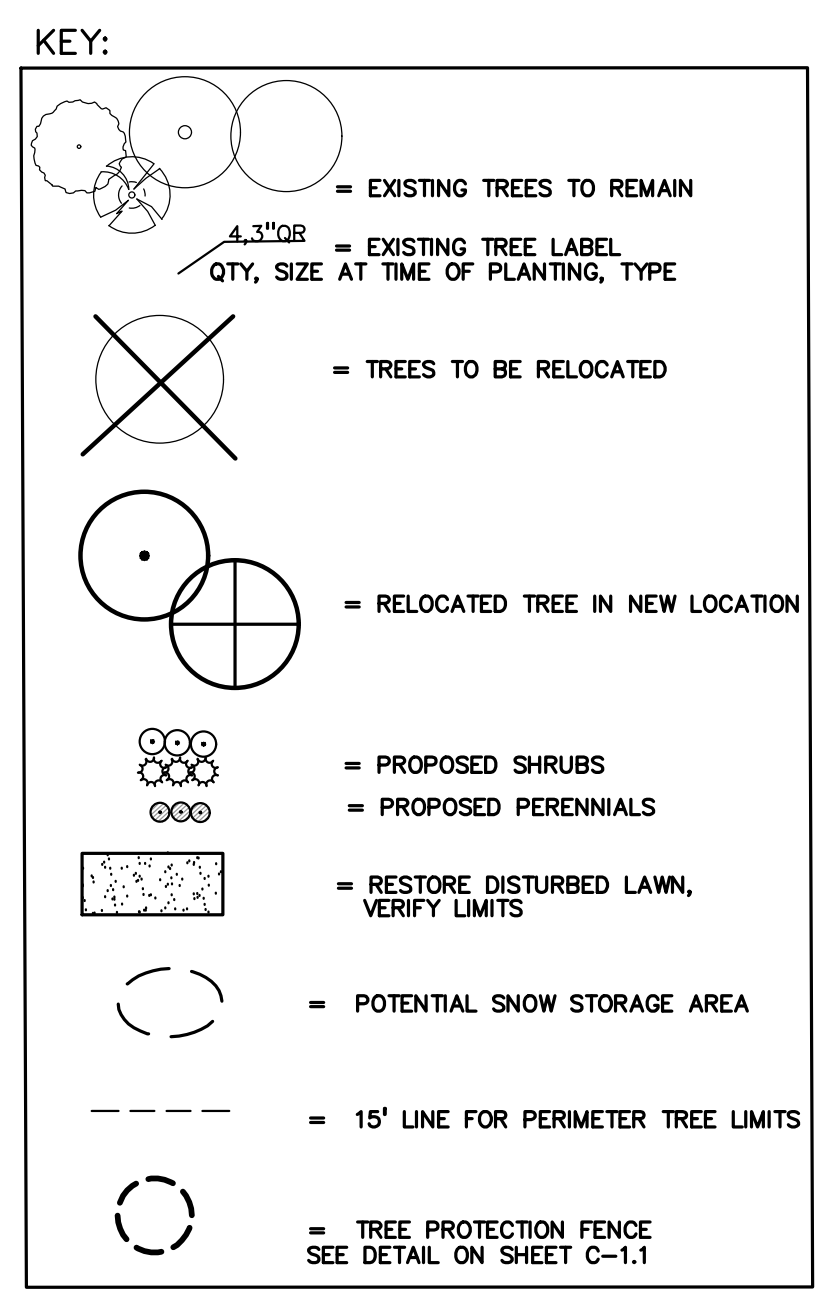 KEY:
= EXISTING TREES TO REMAIN
4,3"QR = EXISTING TREE LABEL
QTY, SIZE AT TIME OF PLANTING, TYPE
= TREES TO BE RELOCATED
= RELOCATED TREE IN NEW LOCATION
= PROPOSED SHRUBS
= PROPOSED PERENNIALS
= RESTORE DISTURBED LAWN,
VERIFY LIMITS
= POTENTIAL SNOW STORAGE AREA
= 15' LINE FOR PERIMETER TREE LIMITS
= TREE PROTECTION FENCE
SEE DETAIL ON SHEET C-1.1